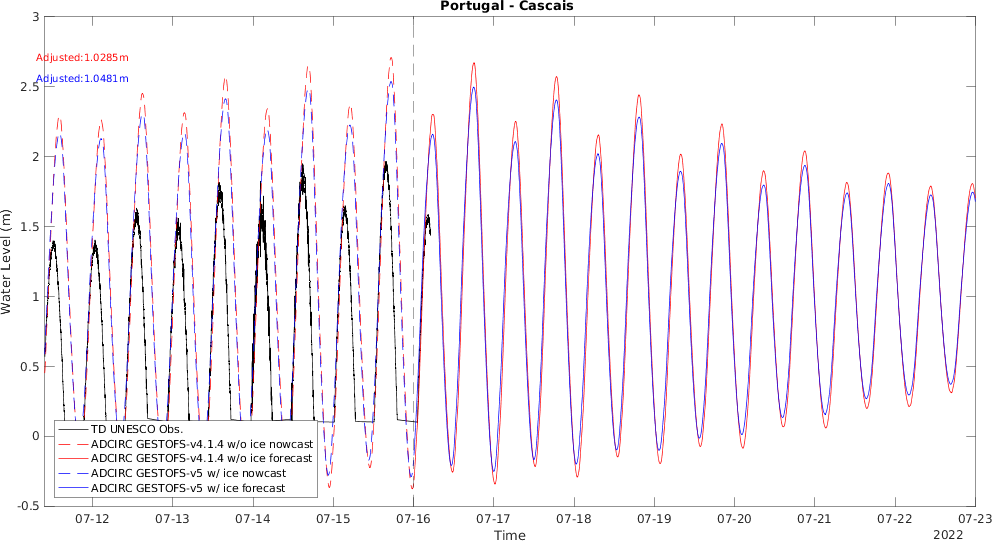 Portugal - Cascais
3
Adjusted:1.0285m
Adjusted:1.0481m
2.5
2
1.5
1
0.5
0
-0.5
Water Level (m)
TD UNESCO Obs.
ADCIRC GESTOFS-v4.1.4 w/o ice nowcast
ADCIRC GESTOFS-v4.1.4 w/o ice forecast
ADCIRC GESTOFS-v5 w/ ice nowcast
ADCIRC GESTOFS-v5 w/ ice forecast
07-12 07-13 07-14 07-15 07-16 07-17 07-18 07-19 07-20 07-21 07-22 07-23
Time
2022